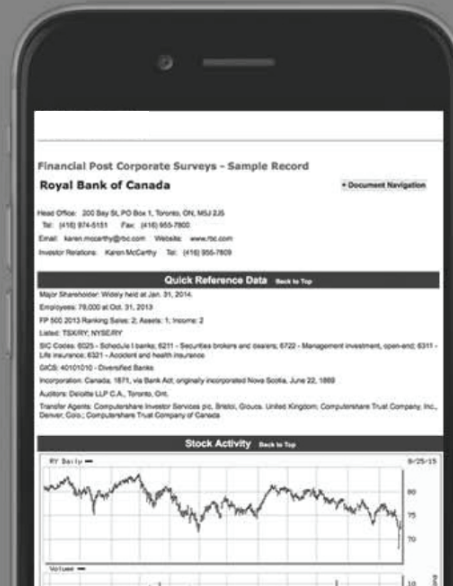 Financial Post Corporate Surveys - Sample Record
Royal Bank of Canada
+ Document Navigation
Head Office: 200 Bay St, PO Box 1, Toronto, ON, M5J 2J5
Tel: (416) 974-5151 Fax: (416) 955-7800
Email: karen.mccarthy@rbc.com Website: www.rbc.com
Investor Relations: Karen McCarthy Tel: (416) 955-7809
Quick Reference Data Back to Top
Major Shareholder: Widely held at Jan. 31, 2014.
Employees: 79,000 at Oct. 31, 2013
FP 500 2013 Ranking Sales: 2; Assets: 1; Income: 2
Listed: TSX/RY; NYSE/RY
SIC Codes: 6025 - Schedule I banks; 6211 - Securities brokers and dealers; 6722 - Management investment, open-end; 6311 -
Life insurance; 6321 - Accident and health insurance
GICS: 40101010 - Diversified Banks
Incorporation: Canada, 1871, via Bank Act; originally incorporated Nova Scotia, June 22, 1869
Auditors: Deloitte LLP C.A., Toronto, Ont.
Transfer Agents: Computershare Investor Services plc, Bristol, Gloucs. United Kingdom; Computershare Trust Company, Inc.,
Denver, Colo.; Computershare Trust Company of Canada
Stock Activity Back to Top
RY Daily
9/25/15
80
75
70
Volume
10